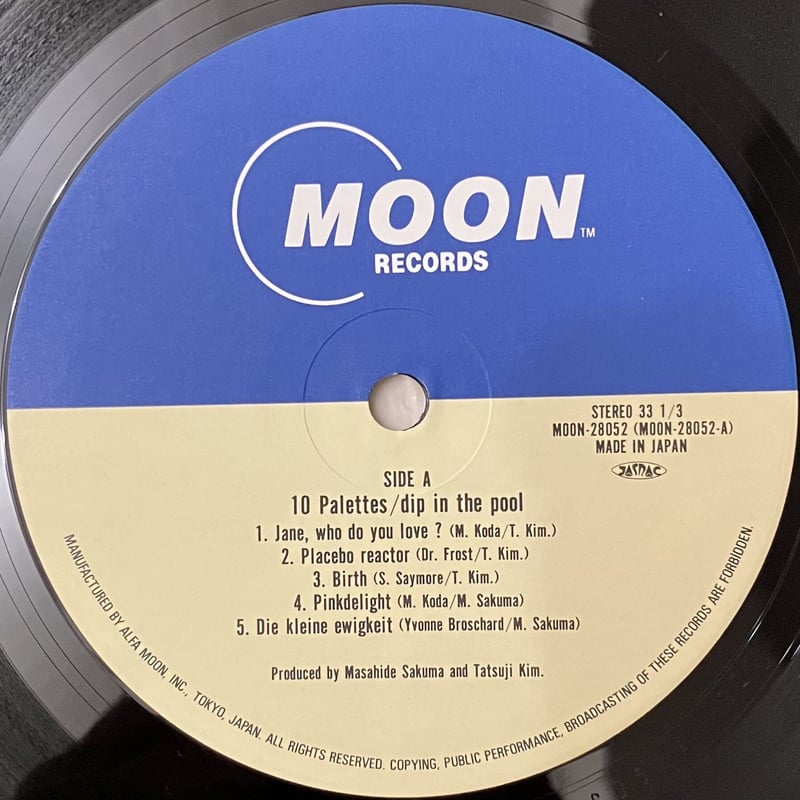 MOON™
RECORDS
STEREO 33 1/3
MOON-28052 (MOON-28052-A)
MADE IN JAPAN
JASRAC
SIDE A
10 Palettes/dip in the pool
1. Jane, who do you love ? (M. Koda/T. Kim.)
2. Placebo reactor (Dr. Frost/T. Kim.)
3. Birth (S. Saymore/T. Kim.)
4. Pinkdelight (M. Koda/M. Sakuma)
5. Die kleine ewigkeit (Yvonne Broschard/M. Sakuma)
Produced by Masahide Sakuma and Tatsuji Kim.
MANUFACTURED BY ALFA MOON, INC., TOKYO, JAPAN. ALL RIGHTS RESERVED. COPYING, PUBLIC PERFORMANCE, BROADCASTING OF THESE RECORDS ARE FORBIDDEN.